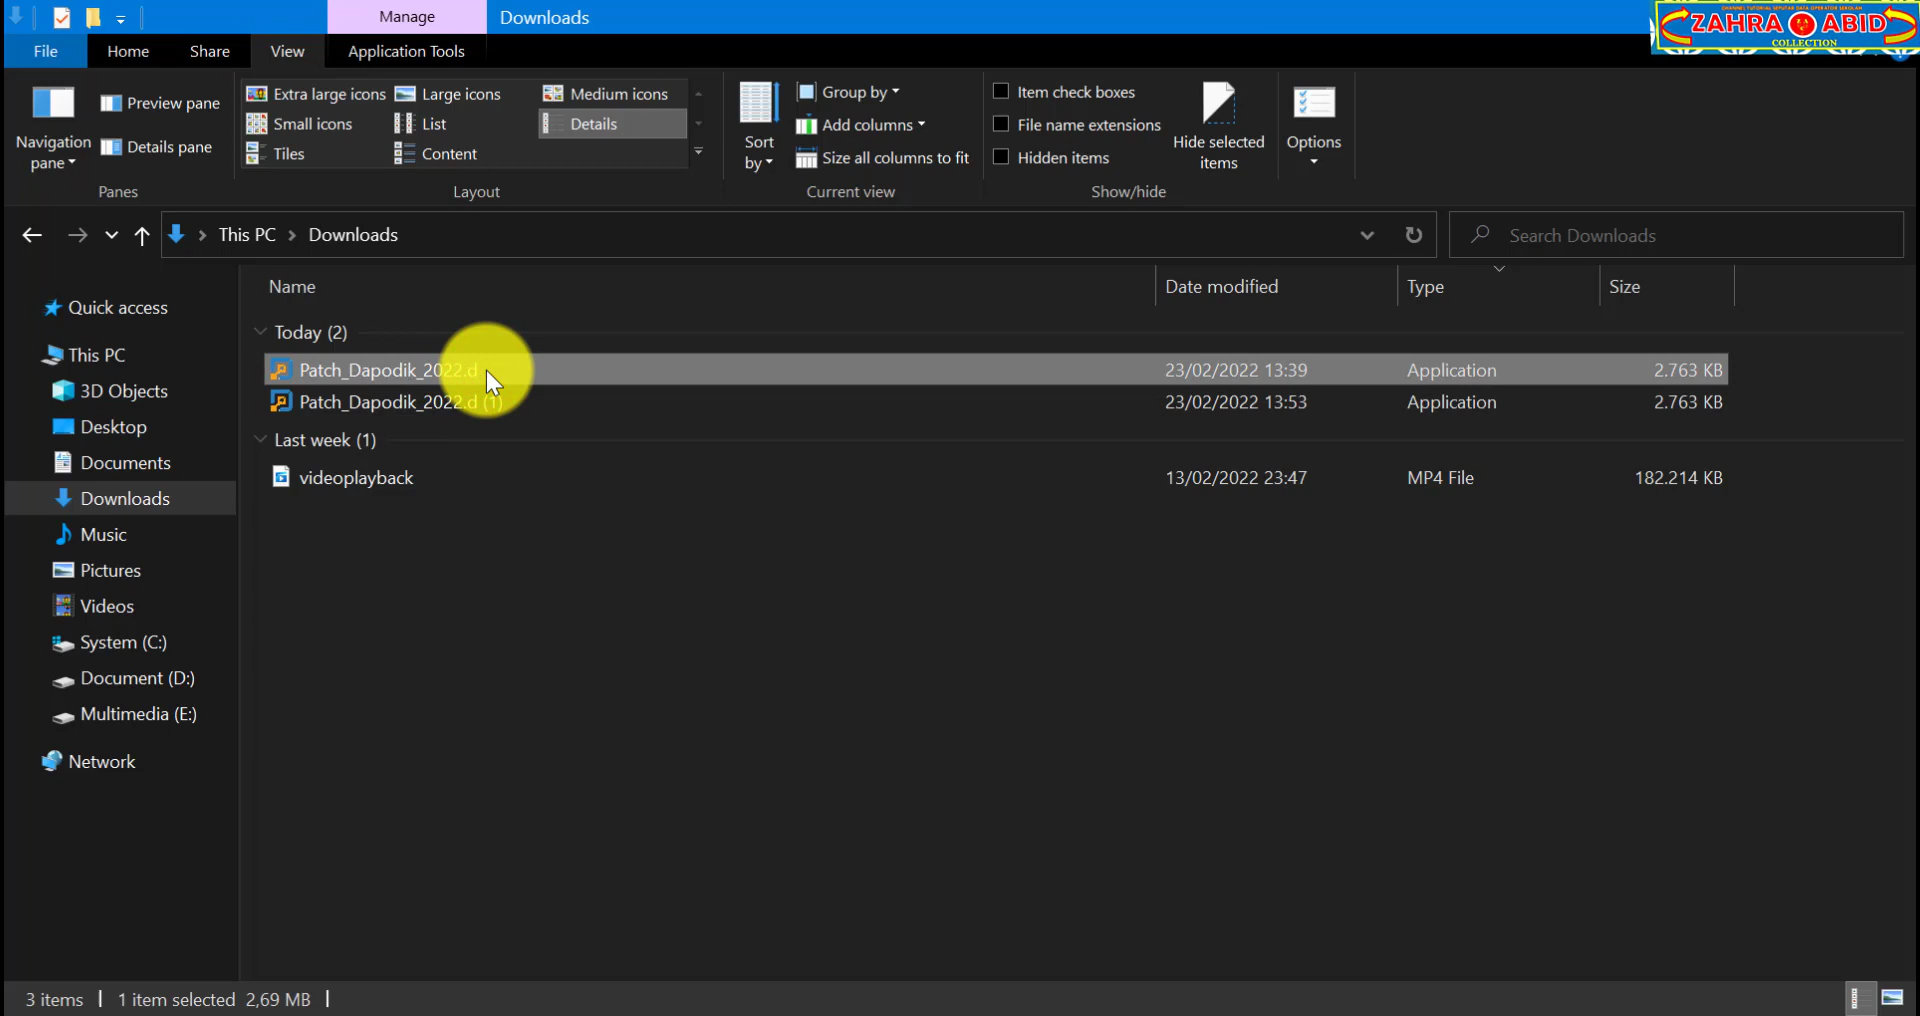 Manage
Downloads
CHANNEL TUTORIAL SEPUTAR DATA OPERATOR SEKOLAH
ZAHRA ABID
COLLECTION
File
Home
Share
View
Application Tools
Navigation pane
Preview pane
Details pane
Panes
Extra large icons
Large icons
Medium icons
Small icons
List
Details
Tiles
Content
Layout
Sort by
Group by
Add columns
Size all columns to fit
Current view
Item check boxes
File name extensions
Hidden items
Hide selected items
Show/hide
Options
This PC
Downloads
Search Downloads
Name
Date modified
Type
Size
Quick access
This PC
3D Objects
Desktop
Documents
Downloads
Music
Pictures
Videos
System (C:)
Document (D:)
Multimedia (E:)
Network
Today (2)
Patch_Dapodik_2022.d 23/02/2022 13:39 Application 2.763 KB
Patch_Dapodik_2022.d (1) 23/02/2022 13:53 Application 2.763 KB
Last week (1)
videoplayback 13/02/2022 23:47 MP4 File 182.214 KB
3 items 1 item selected 2,69 MB